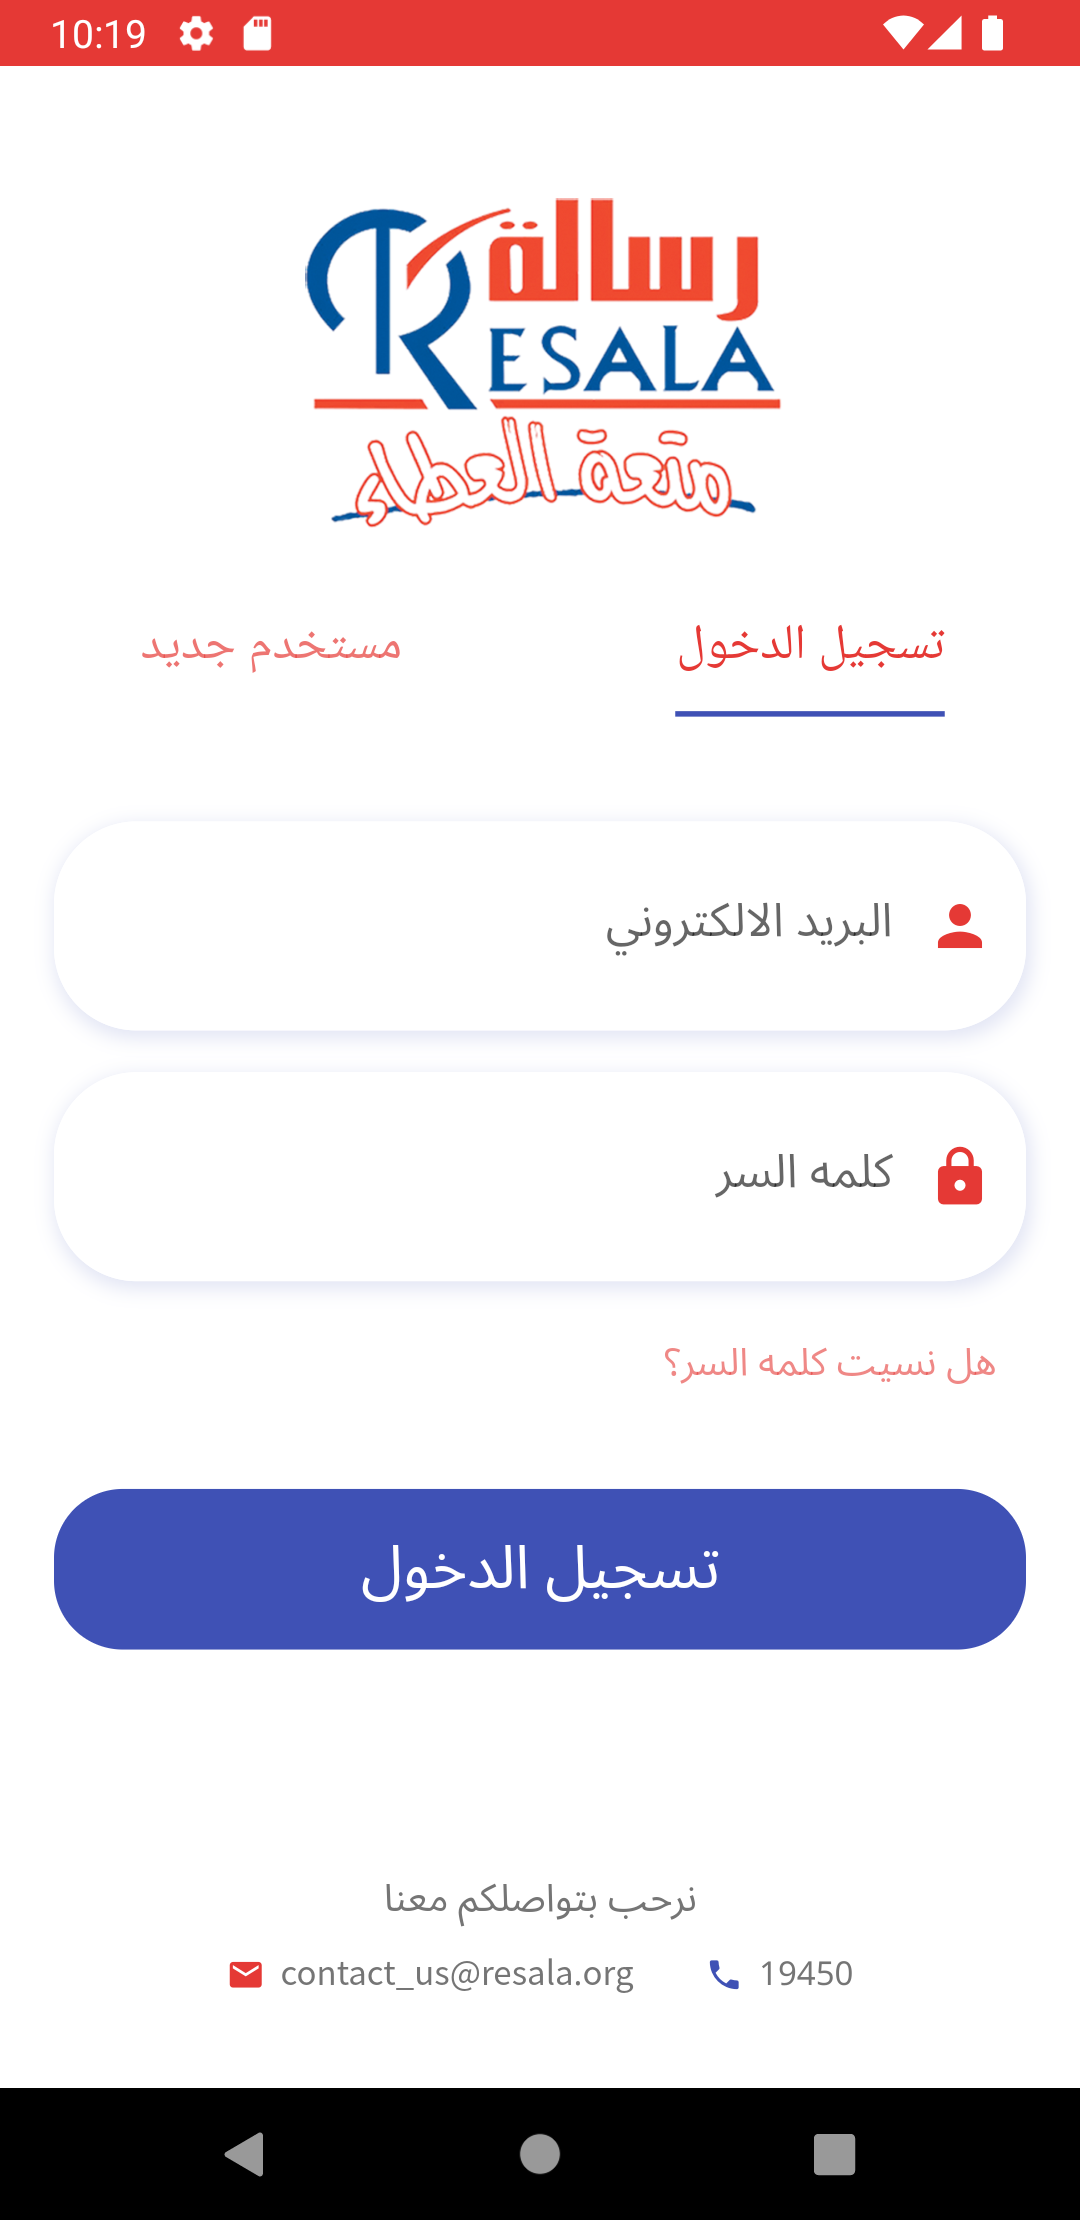 10:19
رسالة
RESALA
متعة العطاء
تسجيل الدخول
مستخدم جديد
البريد الالكتروني
كلمه السر
هل نسيت كلمه السر؟
تسجيل الدخول
نرحب بتواصلكم معنا
contact_us@resala.org
19450